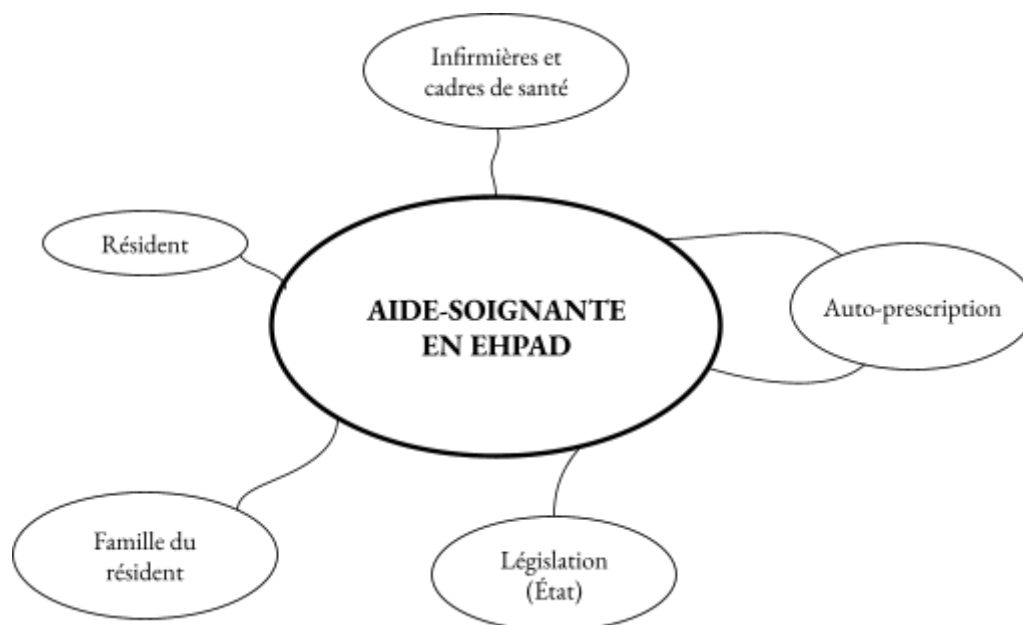 Infirmières et
cadres de santé
Résident
AIDE-SOIGNANTE
EN EHPAD
Auto-prescription
Famille du
résident
Législation
(État)